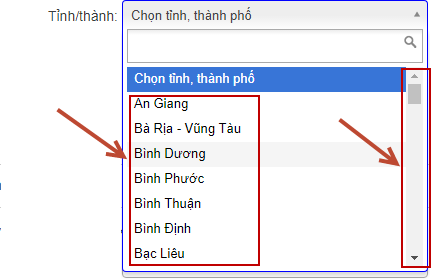 Tỉnh/thành: Chọn tỉnh, thành phố
Chọn tỉnh, thành phố
An Giang
Bà Rịa - Vũng Tàu
Bình Dương
Bình Phước
Bình Thuận
Bình Định
Bạc Liêu